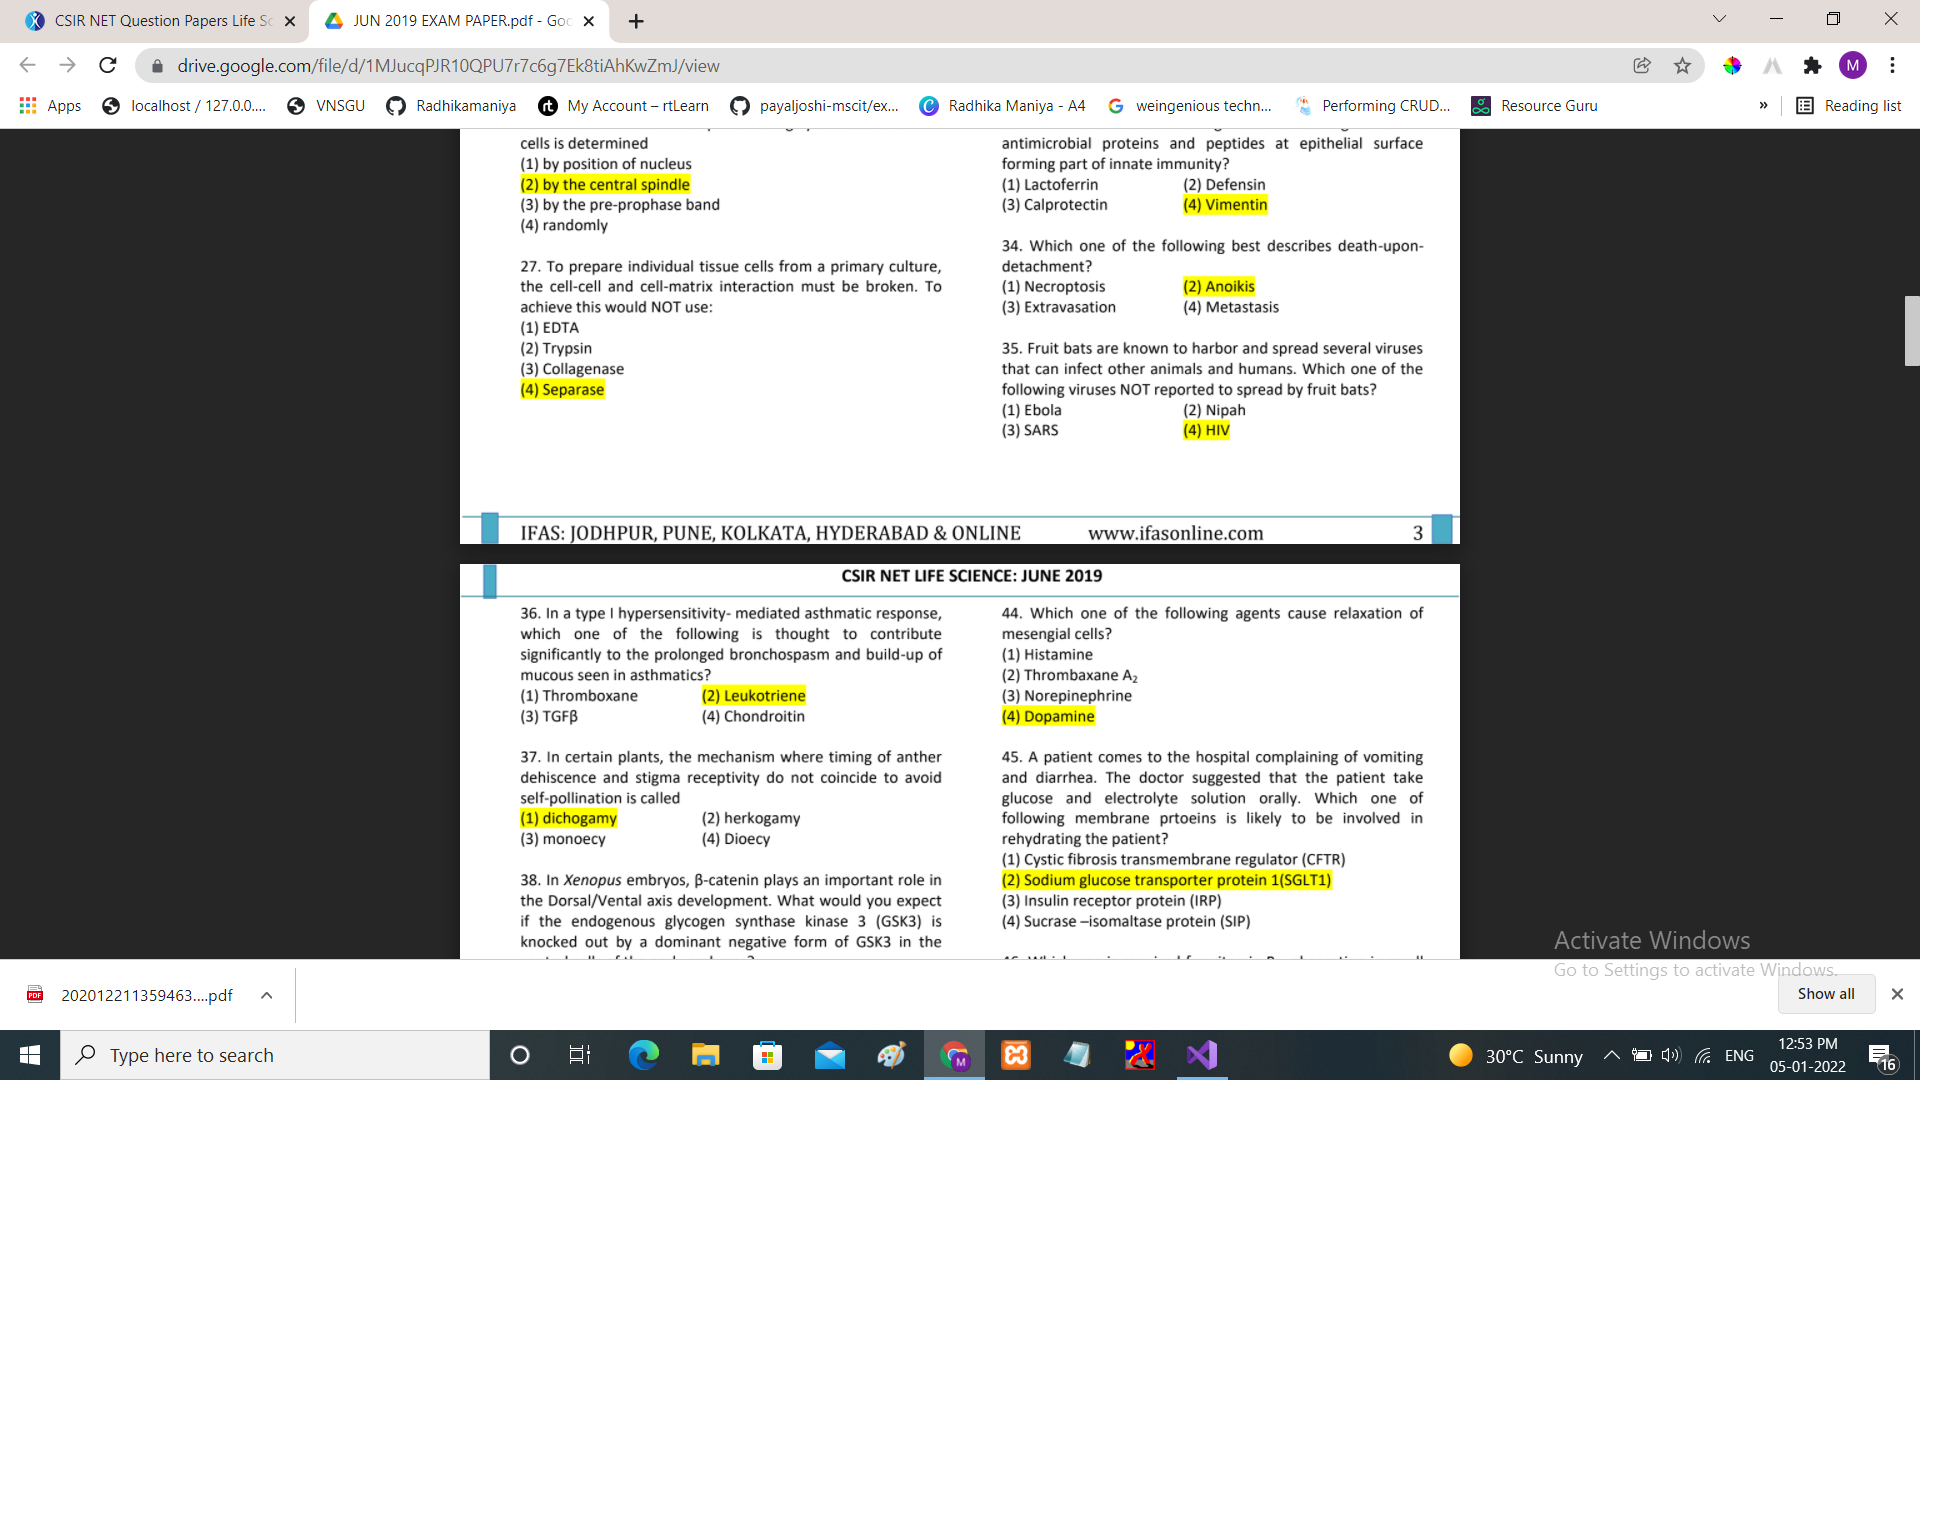 CSIR NET Question Papers Life Sc
JUN 2019 EXAM PAPER.pdf - Goo
drive.google.com/file/d/1MJucqPJR10QPU7r7c6g7Ek8tiAhKwZmJ/view
M
Apps
localhost / 127.0.0....
VNSGU
Radhikamaniya
rt
My Account – rtLearn
payaljoshi-mscit/ex...
Radhika Maniya - A4
weingenious techn...
Performing CRUD...
Resource Guru
»
Reading list
cells is determined
(1) by position of nucleus
(2) by the central spindle
(3) by the pre-prophase band
(4) randomly
27. To prepare individual tissue cells from a primary culture,
the cell-cell and cell-matrix interaction must be broken. To
achieve this would NOT use:
(1) EDTA
(2) Trypsin
(3) Collagenase
(4) Separase
antimicrobial proteins and peptides at epithelial surface
forming part of innate immunity?
(1) Lactoferrin (2) Defensin
(3) Calprotectin (4) Vimentin
34. Which one of the following best describes death-upon-
detachment?
(1) Necroptosis (2) Anoikis
(3) Extravasation (4) Metastasis
35. Fruit bats are known to harbor and spread several viruses
that can infect other animals and humans. Which one of the
following viruses NOT reported to spread by fruit bats?
(1) Ebola (2) Nipah
(3) SARS (4) HIV
IFAS: JODHPUR, PUNE, KOLKATA, HYDERABAD & ONLINE www.ifasonline.com 3
CSIR NET LIFE SCIENCE: JUNE 2019
36. In a type I hypersensitivity- mediated asthmatic response,
which one of the following is thought to contribute
significantly to the prolonged bronchospasm and build-up of
mucous seen in asthmatics?
(1) Thromboxane (2) Leukotriene
(3) TGFβ (4) Chondroitin
37. In certain plants, the mechanism where timing of anther
dehiscence and stigma receptivity do not coincide to avoid
self-pollination is called
(1) dichogamy (2) herkogamy
(3) monoecy (4) Dioecy
38. In Xenopus embryos, β-catenin plays an important role in
the Dorsal/Vental axis development. What would you expect
if the endogenous glycogen synthase kinase 3 (GSK3) is
knocked out by a dominant negative form of GSK3 in the
44. Which one of the following agents cause relaxation of
mesengial cells?
(1) Histamine
(2) Thrombaxane A₂
(3) Norepinephrine
(4) Dopamine
45. A patient comes to the hospital complaining of vomiting
and diarrhea. The doctor suggested that the patient take
glucose and electrolyte solution orally. Which one of
following membrane prtoeins is likely to be involved in
rehydrating the patient?
(1) Cystic fibrosis transmembrane regulator (CFTR)
(2) Sodium glucose transporter protein 1(SGLT1)
(3) Insulin receptor protein (IRP)
(4) Sucrase –isomaltase protein (SIP)
Activate Windows
Go to Settings to activate Windows.
PDF
202012211359463....pdf
Show all
Type here to search
M
30°C Sunny
ENG
12:53 PM
05-01-2022
16